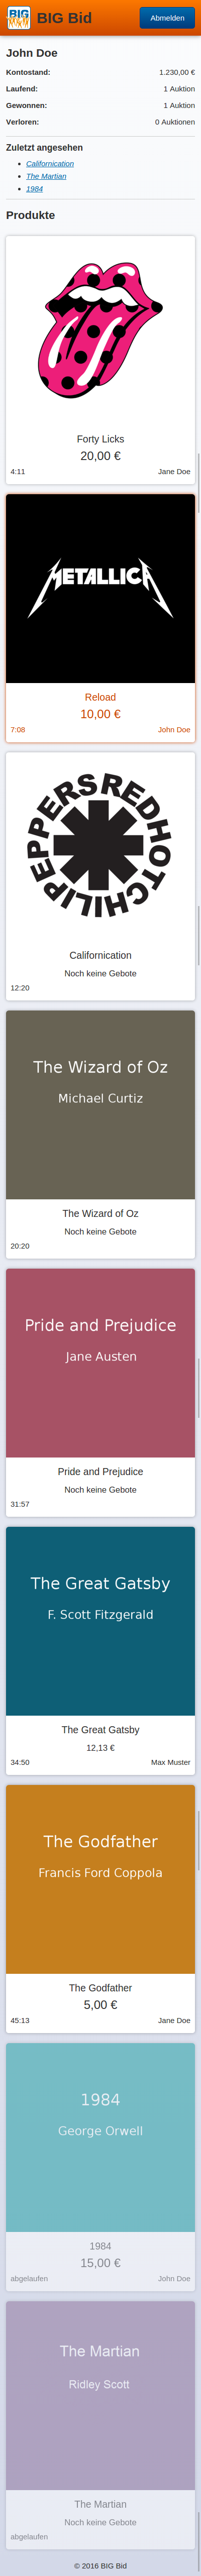 BIG Bid
Abmelden
John Doe
Kontostand: 1.230,00 €
Laufend: 1 Auktion
Gewonnen: 1 Auktion
Verloren: 0 Auktionen
Zuletzt angesehen
Californication
The Martian
1984
Produkte
Forty Licks
20,00 €
4:11 Jane Doe
METALLICA
Reload
10,00 €
7:08 John Doe
RED HOT CHILI PEPPERS
Californication
Noch keine Gebote
12:20
The Wizard of Oz
Michael Curtiz
The Wizard of Oz
Noch keine Gebote
20:20
Pride and Prejudice
Jane Austen
Pride and Prejudice
Noch keine Gebote
31:57
The Great Gatsby
F. Scott Fitzgerald
The Great Gatsby
12,13 €
34:50 Max Muster
The Godfather
Francis Ford Coppola
The Godfather
5,00 €
45:13 Jane Doe
1984
George Orwell
1984
15,00 €
abgelaufen John Doe
The Martian
Ridley Scott
The Martian
Noch keine Gebote
abgelaufen
© 2016 BIG Bid